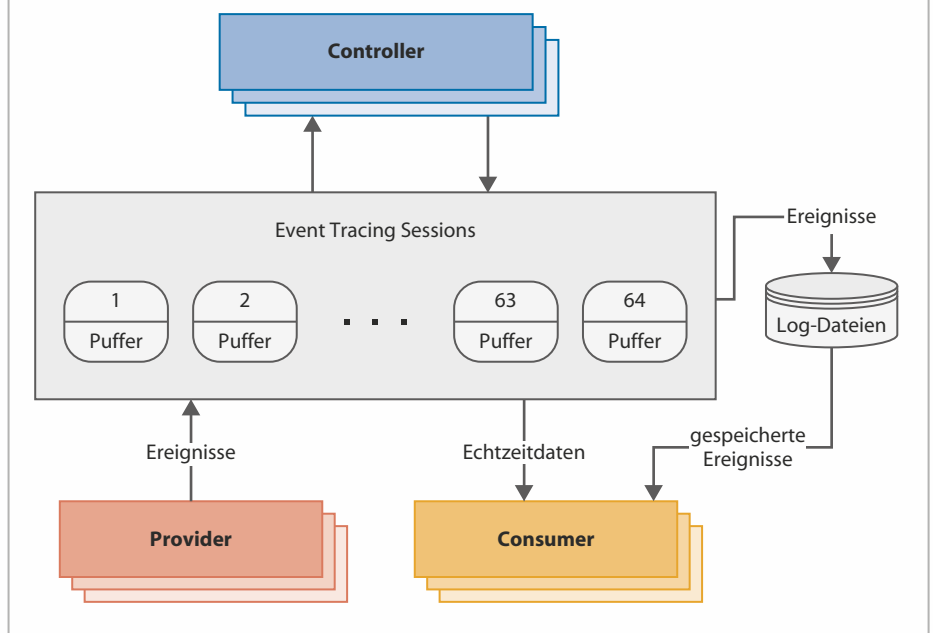 Controller
Event Tracing Sessions
Ereignisse
1
Puffer
2
Puffer
. . .
63
Puffer
64
Puffer
Log-Dateien
Ereignisse
Echtzeitdaten
gespeicherte
Ereignisse
Provider
Consumer